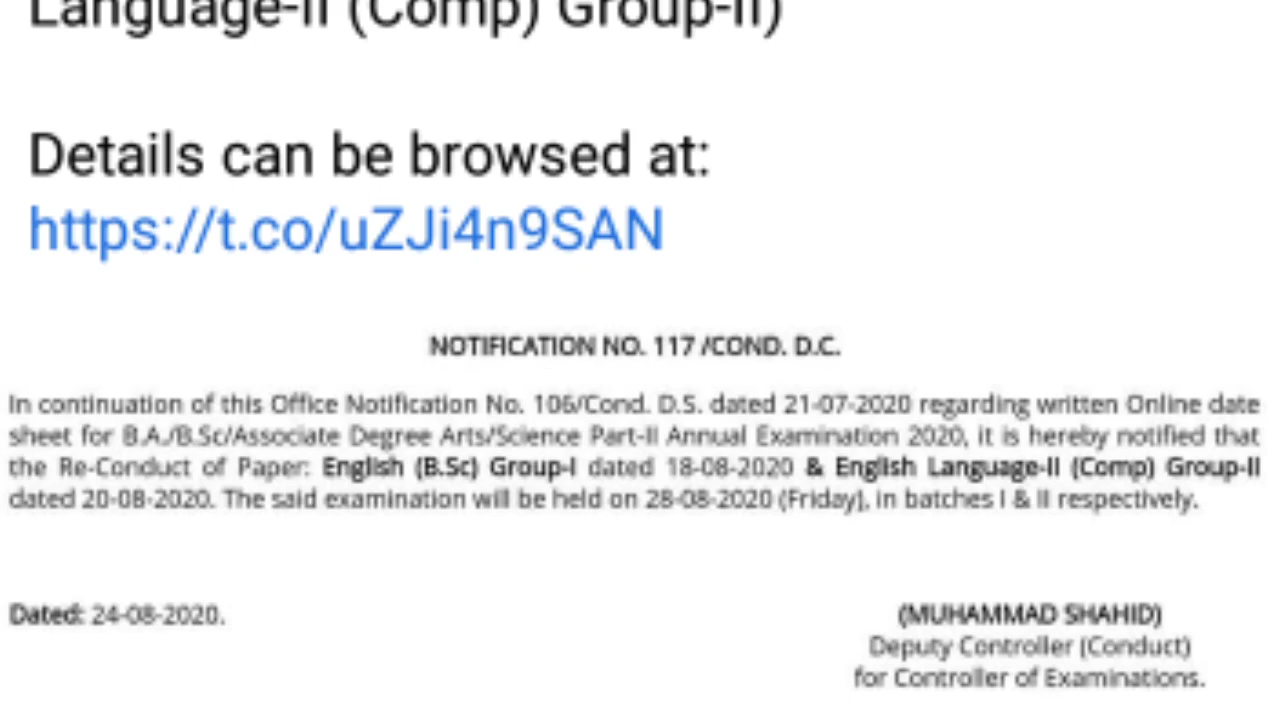 Language-II (Comp) Group-II)
Details can be browsed at:
https://t.co/uZJi4n9SAN
NOTIFICATION NO. 117 /COND. D.C.
In continuation of this Office Notification No. 106/Cond. D.S. dated 21-07-2020 regarding written Online date
sheet for B.A./B.Sc/Associate Degree Arts/Science Part-II Annual Examination 2020, it is hereby notified that
the Re-Conduct of Paper: English (B.Sc) Group-I dated 18-08-2020 & English Language-II (Comp) Group-II
dated 20-08-2020. The said examination will be held on 28-08-2020 (Friday), in batches I & II respectively.
Dated: 24-08-2020.
(MUHAMMAD SHAHID)
Deputy Controller (Conduct)
for Controller of Examinations.